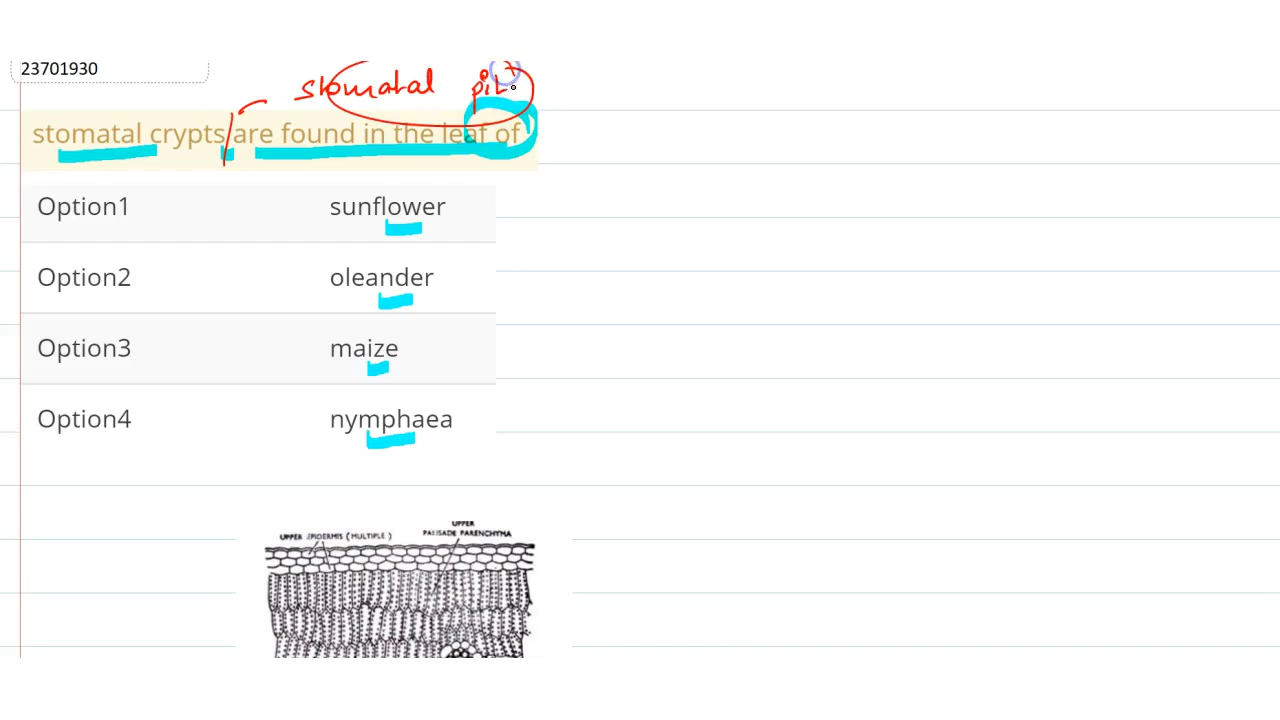 23701930
stomatal pit
stomatal crypts are found in the leaf of
Option1 sunflower
Option2 oleander
Option3 maize
Option4 nymphaea
UPPER
UPPER EPIDERMIS (MULTIPLE) PALISADE PARENCHYMA